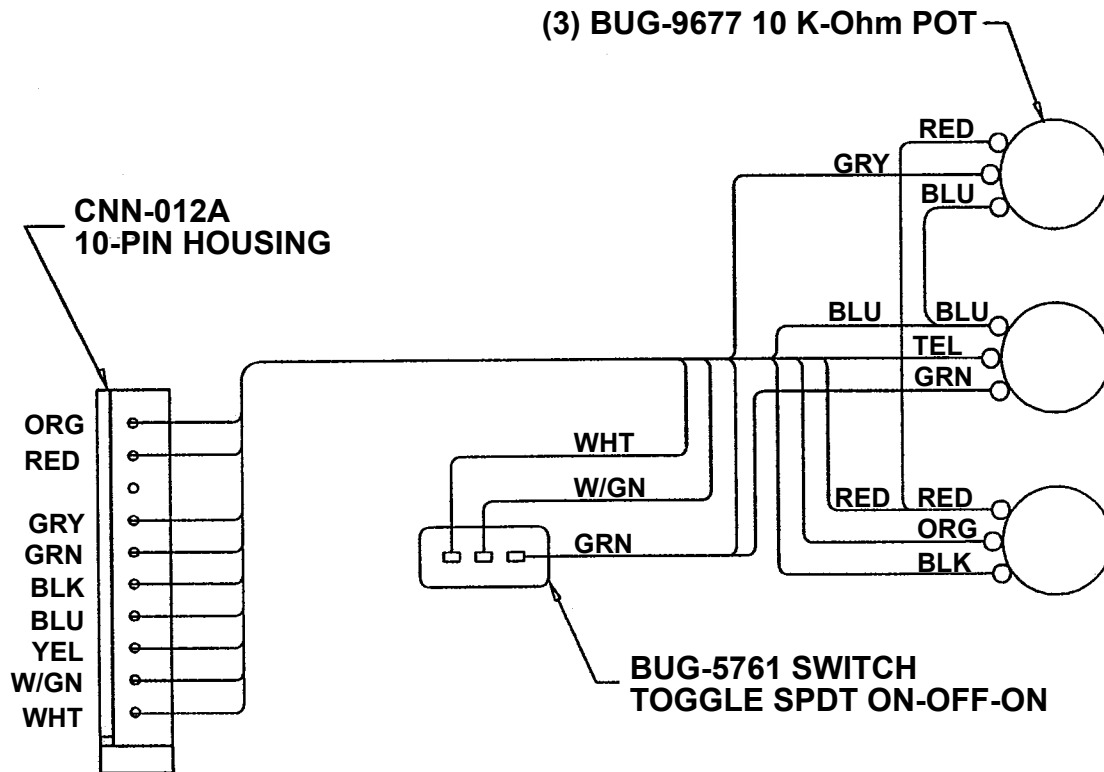 (3) BUG-9677 10 K-Ohm POT
RED
GRY
BLU
CNN-012A
10-PIN HOUSING
BLU
BLU
TEL
GRN
ORG
RED
GRY
GRN
BLK
BLU
YEL
W/GN
WHT
WHT
W/GN
GRN
RED
RED
ORG
BLK
BUG-5761 SWITCH
TOGGLE SPDT ON-OFF-ON